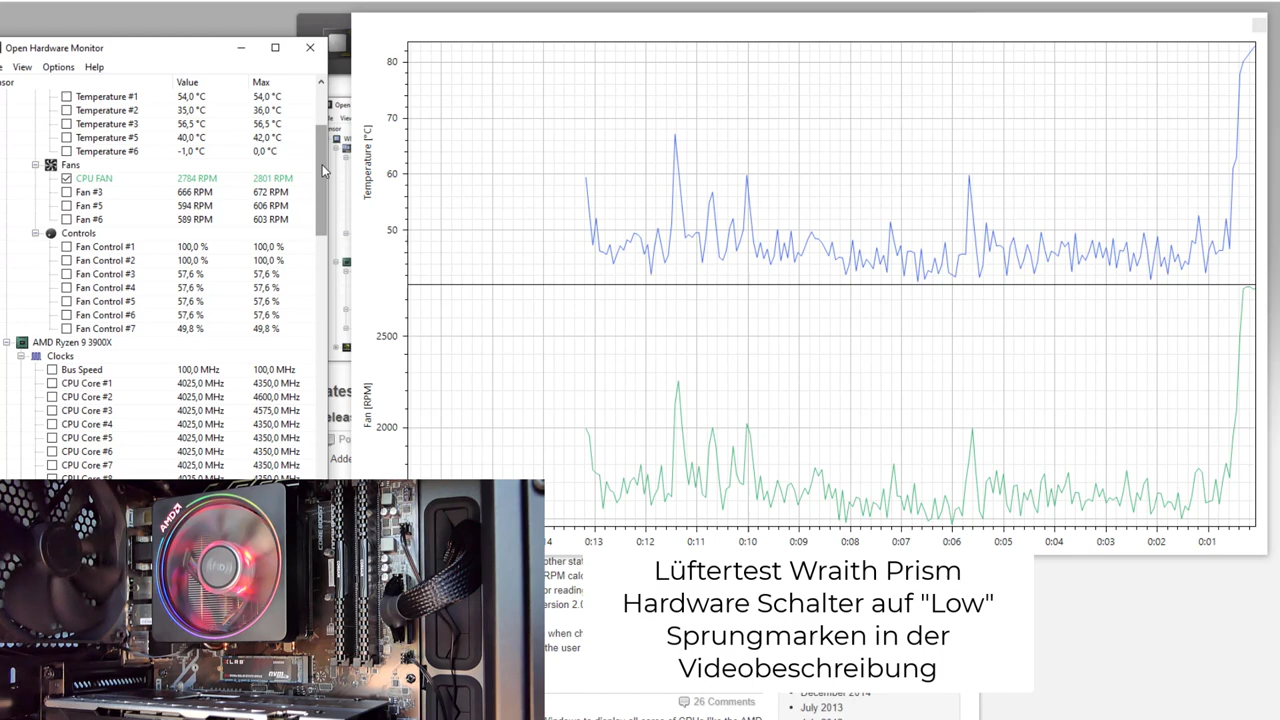 Open Hardware Monitor
View Options Help
Value Max
Temperature #1 54,0 °C 54,0 °C
Temperature #2 35,0 °C 36,0 °C
Temperature #3 56,5 °C 56,5 °C
Temperature #5 40,0 °C 42,0 °C
Temperature #6 -1,0 °C 0,0 °C
Fans
CPU FAN 2784 RPM 2801 RPM
Fan #3 666 RPM 672 RPM
Fan #5 594 RPM 606 RPM
Fan #6 589 RPM 603 RPM
Controls
Fan Control #1 100,0 % 100,0 %
Fan Control #2 100,0 % 100,0 %
Fan Control #3 57,6 % 57,6 %
Fan Control #4 57,6 % 57,6 %
Fan Control #5 57,6 % 57,6 %
Fan Control #6 57,6 % 57,6 %
Fan Control #7 49,8 % 49,8 %
AMD Ryzen 9 3900X
Clocks
Bus Speed 100,0 MHz 100,0 MHz
CPU Core #1 4025,0 MHz 4350,0 MHz
CPU Core #2 4025,0 MHz 4600,0 MHz
CPU Core #3 4025,0 MHz 4575,0 MHz
CPU Core #4 4025,0 MHz 4350,0 MHz
CPU Core #5 4025,0 MHz 4350,0 MHz
CPU Core #6 4025,0 MHz 4350,0 MHz
CPU Core #7 4025,0 MHz 4350,0 MHz
Temperature [°C]
80
70
60
50
Fan [RPM]
2500
2000
14 0:13 0:12 0:11 0:10 0:09 0:08 0:07 0:06 0:05 0:04 0:03 0:02 0:01
AMD
AMD
Lüftertest Wraith Prism
Hardware Schalter auf "Low"
Sprungmarken in der
Videobeschreibung
other
when
the user
26 Comments
July 2013